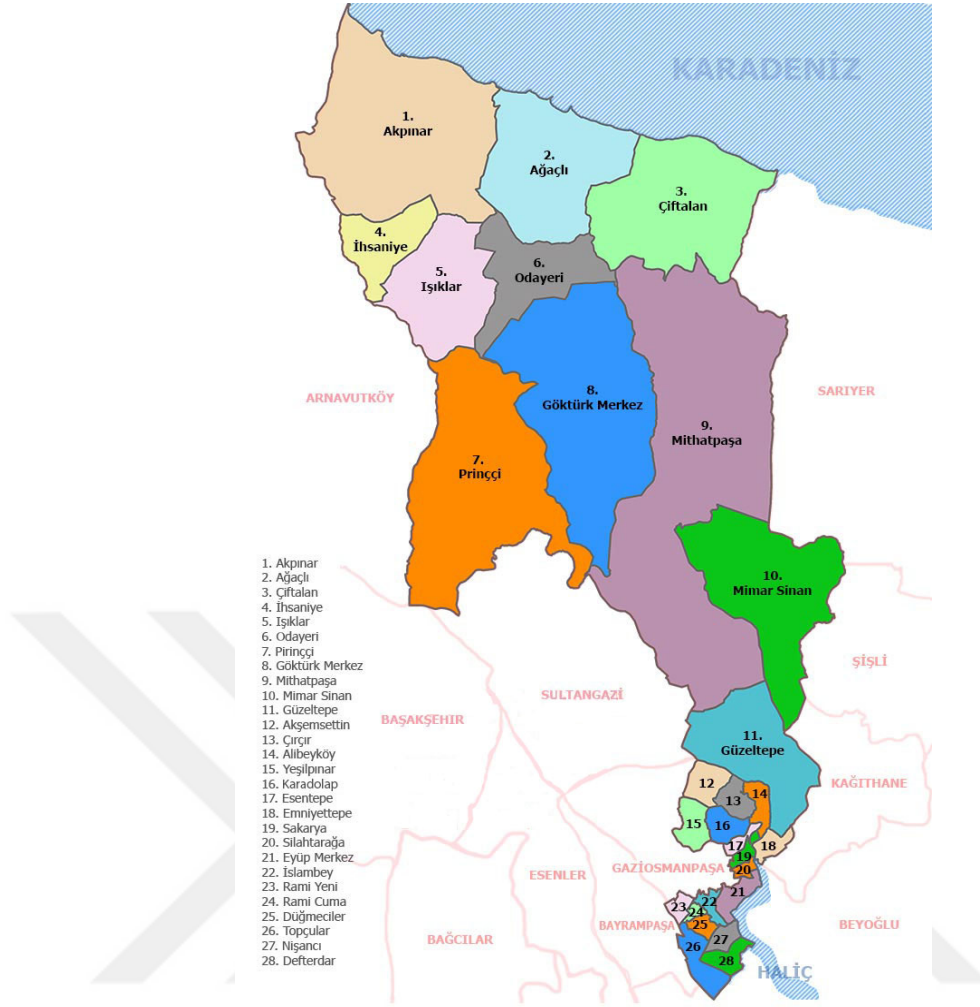 KARADENİZ
1.
Akpınar
2.
Ağaçlı
3.
Çiftalan
4.
İhsaniye
5.
Işıklar
6.
Odayeri
ARNAVUTKÖY
8.
Göktürk Merkez
SARIYER
9.
Mithatpaşa
7.
Prinççi
10.
Mimar Sinan
1. Akpınar
2. Ağaçlı
3. Çiftalan
4. İhsaniye
5. Işıklar
6. Odayeri
7. Pirinççi
8. Göktürk Merkez
9. Mithatpaşa
10. Mimar Sinan
11. Güzeltepe
12. Akşemsettin
13. Çırçır
14. Alibeyköy
15. Yeşilpınar
16. Karadolap
17. Esentepe
18. Emniyettepe
19. Sakarya
20. Silahtarağa
21. Eyüp Merkez
22. İslambey
23. Rami Yeni
24. Rami Cuma
25. Düğmeciler
26. Topçular
27. Nişancı
28. Defterdar
ŞİŞLİ
SULTANGAZİ
BAŞAKŞEHİR
11.
Güzeltepe
KAĞITHANE
12
13
14
15
16
17
18
19
GAZİOSMANPAŞA
20
ESENLER
21
22
23
24
25
BAYRAMPAŞA
BEYOĞLU
BAĞCILAR
26
27
28
HALİÇ